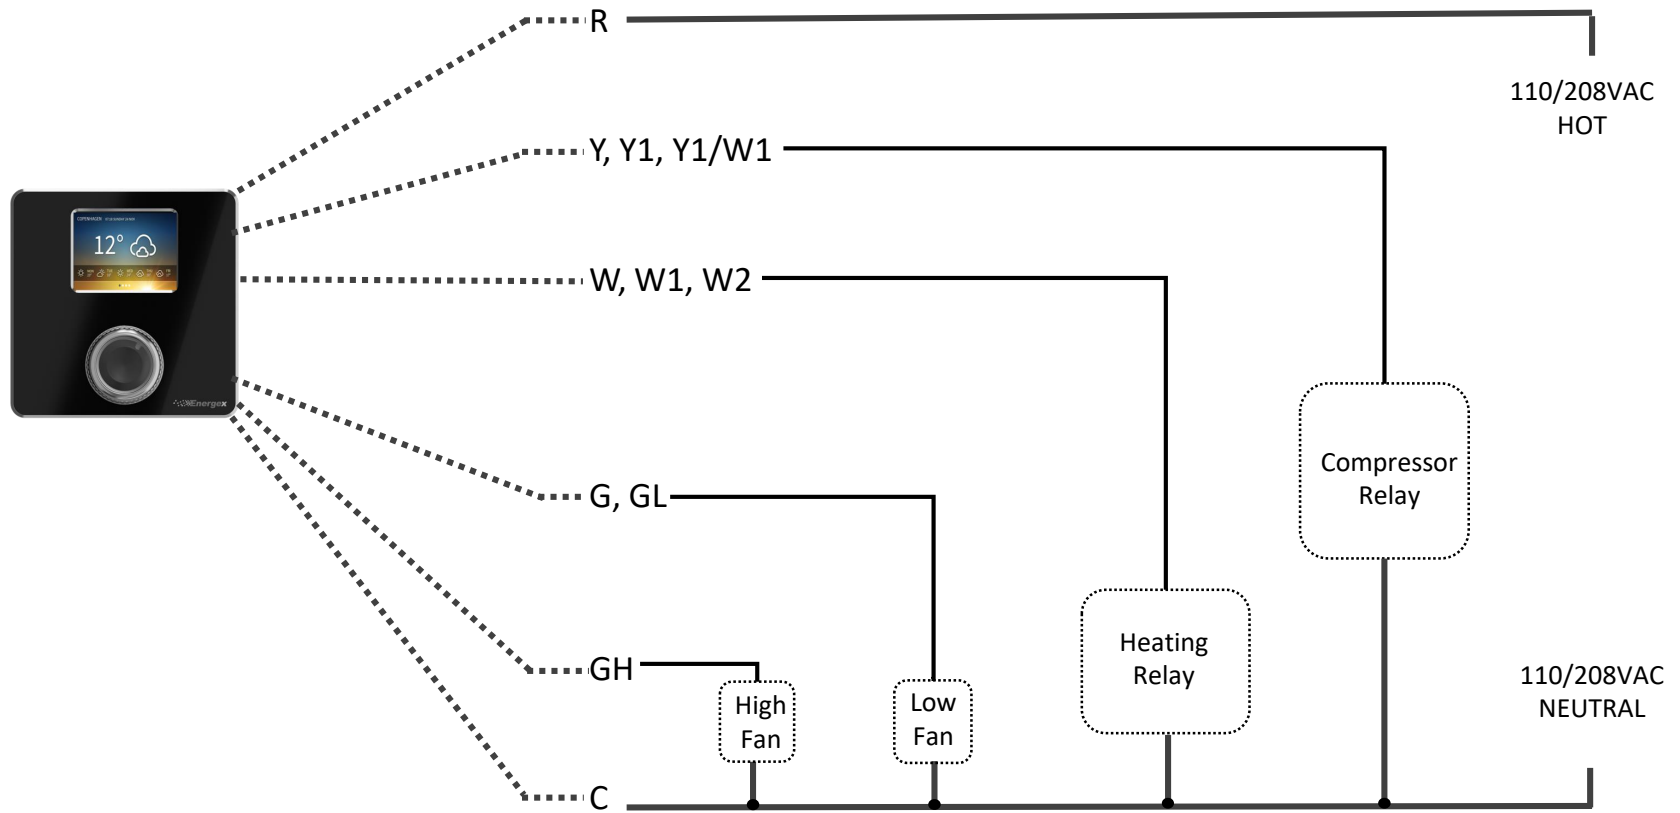 R
110/208VAC
HOT
Y, Y1, Y1/W1
COPENHAGEN
12°
W, W1, W2
Energex
Compressor
Relay
G, GL
Heating
Relay
GH
High
Fan
Low
Fan
110/208VAC
NEUTRAL
C